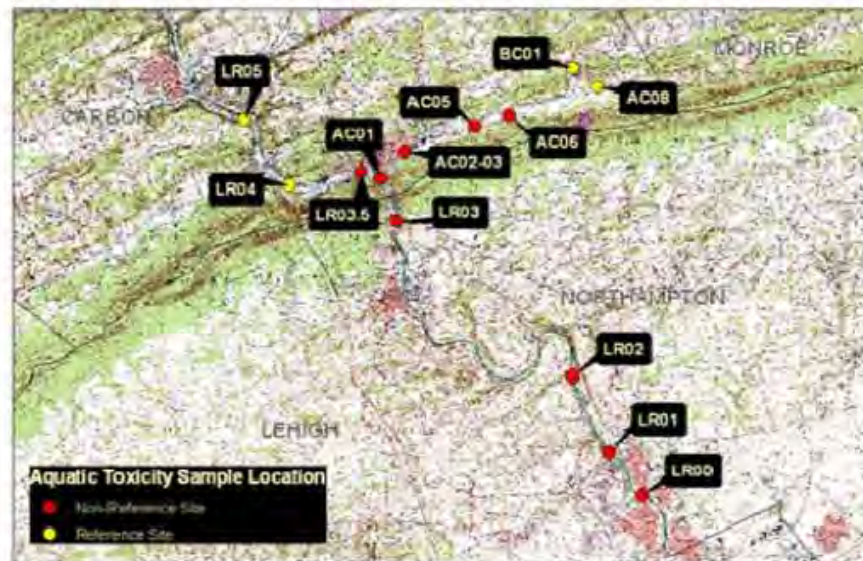 BC01
MONROE
LR05
CARBON
AC05
AC08
AC01
AC06
AC02-03
LR04
LR03.5
LR03
NORTHAMPTON
LR02
LEHIGH
LR01
LR00
Aquatic Toxicity Sample Location
Non-Reference Site
Reference Site